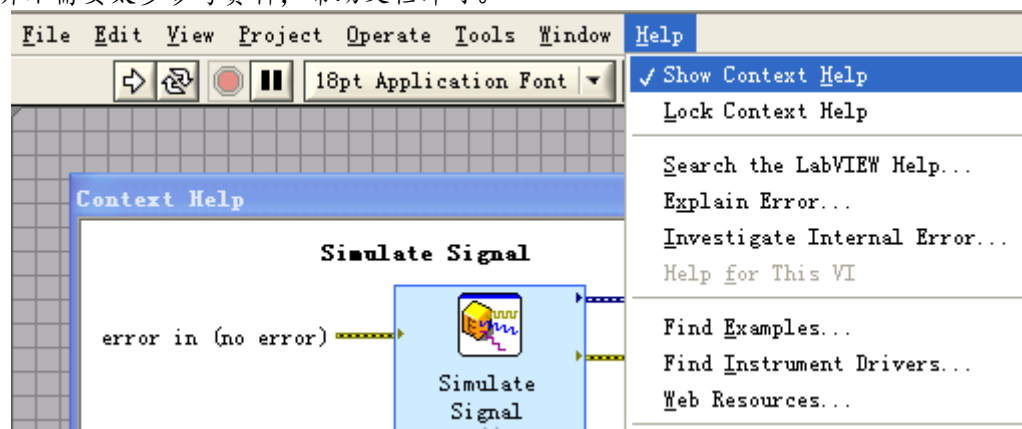 File Edit View Project Operate Tools Window Help
18pt Application Font
Show Context Help
Lock Context Help
Search the LabVIEW Help...
Explain Error...
Investigate Internal Error...
Help for This VI
Find Examples...
Find Instrument Drivers...
Web Resources...
Context Help
Simulate Signal
error in (no error)
Simulate
Signal